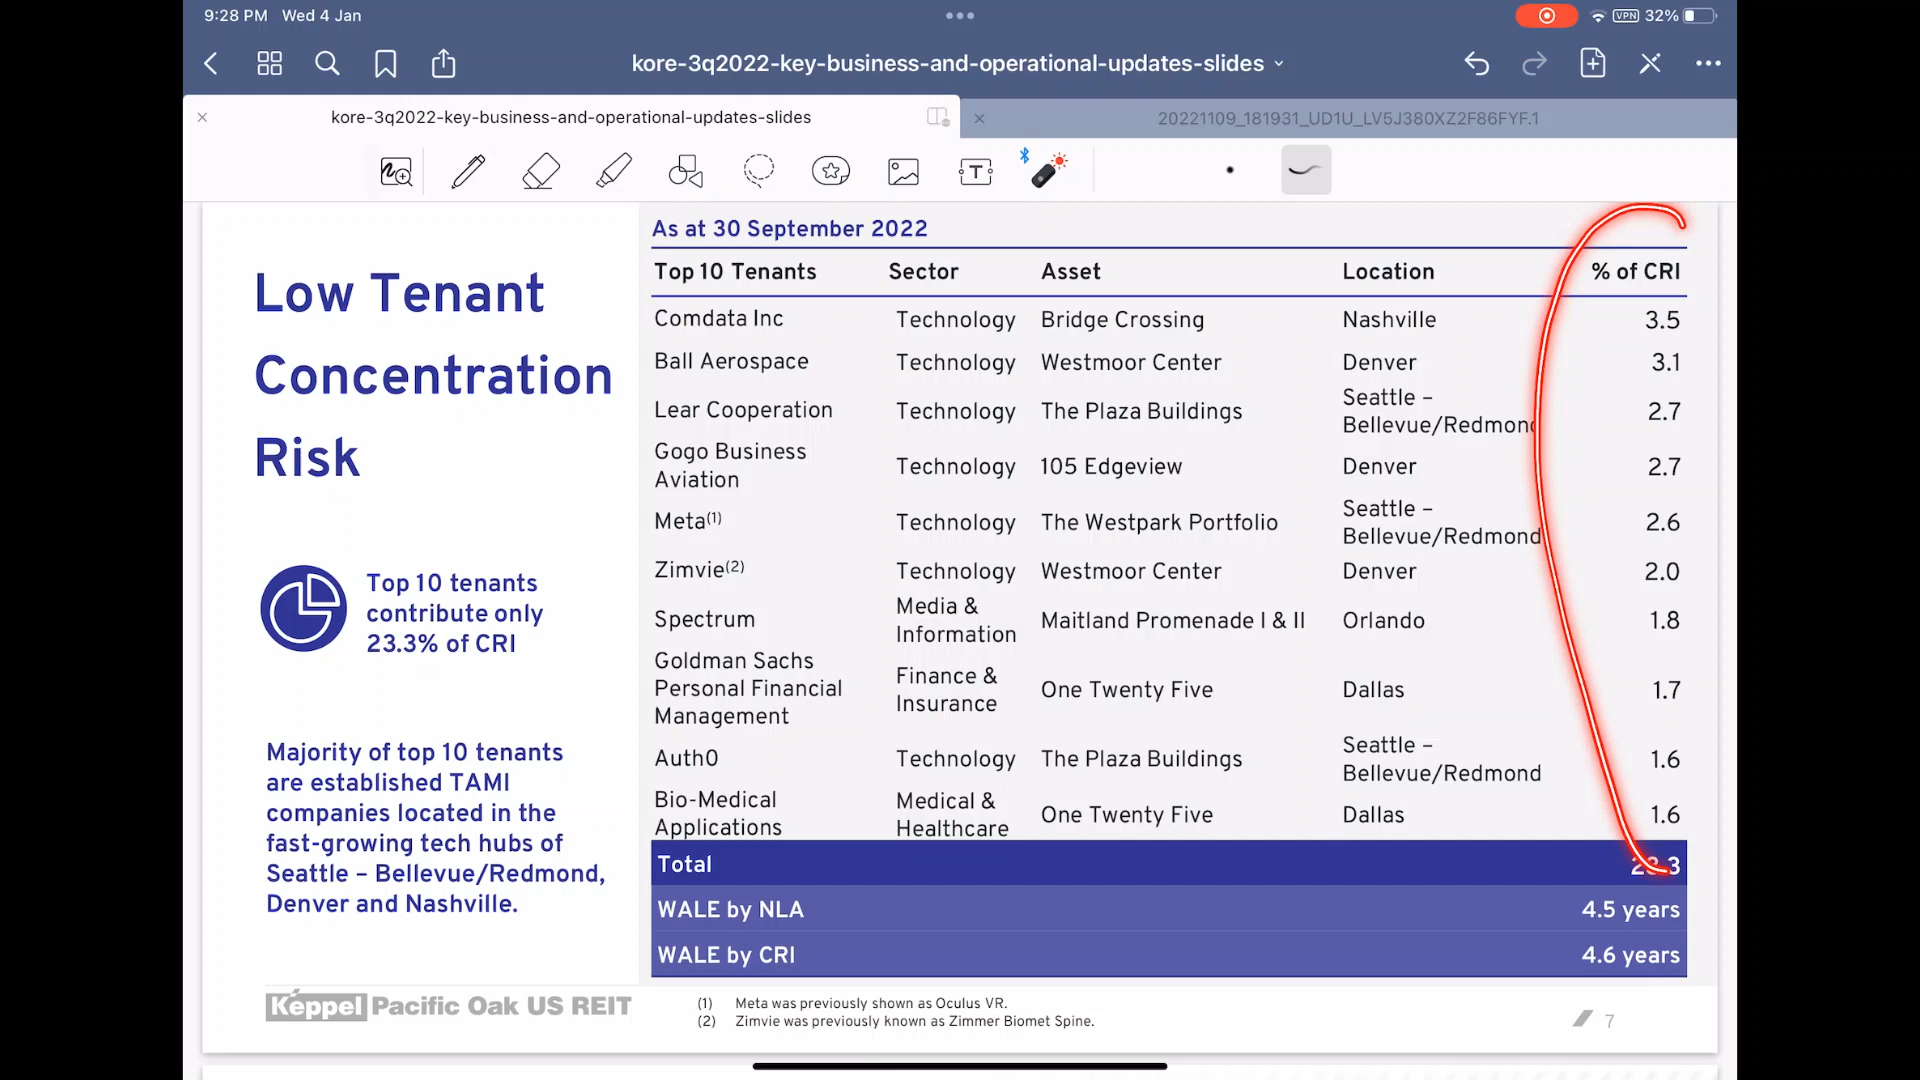 9:28 PM Wed 4 Jan
VPN 32%
kore-3q2022-key-business-and-operational-updates-slides
kore-3q2022-key-business-and-operational-updates-slides
20221109_181931_UD1U_LV5J380XZ2F86FYF.1
T
Low Tenant
Concentration
Risk
Top 10 tenants
contribute only
23.3% of CRI
Majority of top 10 tenants
are established TAMI
companies located in the
fast-growing tech hubs of
Seattle – Bellevue/Redmond,
Denver and Nashville.
As at 30 September 2022
Top 10 Tenants Sector Asset Location % of CRI
Comdata Inc Technology Bridge Crossing Nashville 3.5
Ball Aerospace Technology Westmoor Center Denver 3.1
Lear Cooperation Technology The Plaza Buildings Seattle –
Bellevue/Redmond 2.7
Gogo Business
Aviation Technology 105 Edgeview Denver 2.7
Meta(1) Technology The Westpark Portfolio Seattle –
Bellevue/Redmond 2.6
Zimvie(2) Technology Westmoor Center Denver 2.0
Spectrum Media &
Information Maitland Promenade I & II Orlando 1.8
Goldman Sachs
Personal Financial
Management Finance &
Insurance One Twenty Five Dallas 1.7
Auth0 Technology The Plaza Buildings Seattle –
Bellevue/Redmond 1.6
Bio-Medical
Applications Medical &
Healthcare One Twenty Five Dallas 1.6
Total 23.3
WALE by NLA 4.5 years
WALE by CRI 4.6 years
Keppel Pacific Oak US REIT
(1) Meta was previously shown as Oculus VR.
(2) Zimvie was previously known as Zimmer Biomet Spine.
7